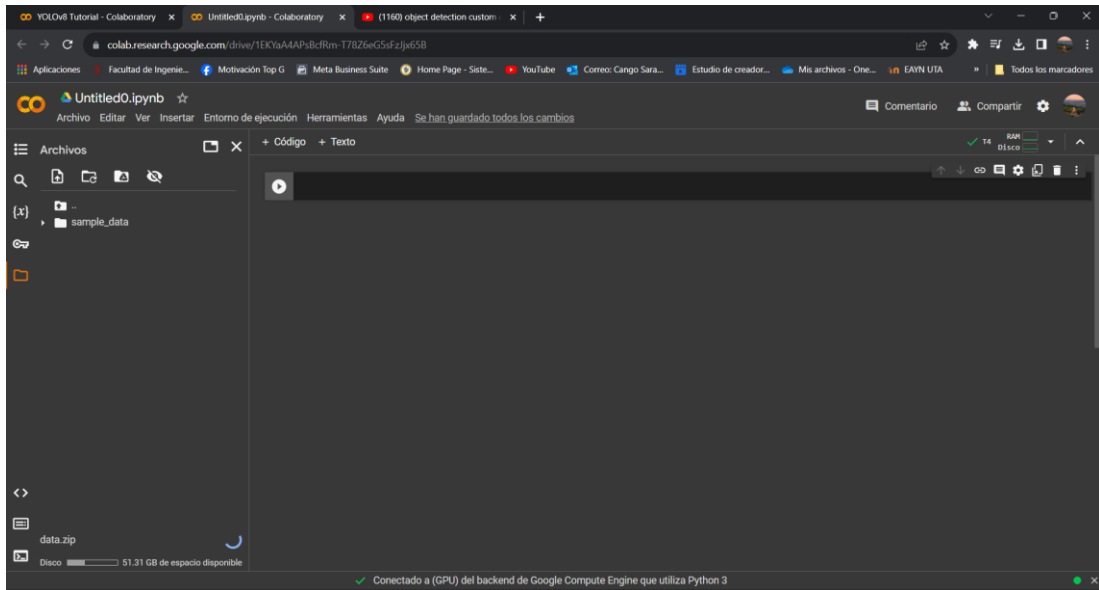 YOLOv8 Tutorial - Colaboratory
Untitled0.ipynb - Colaboratory
(1160) object detection custom
colab.research.google.com/drive/1EKYaA4APsBcfRm-T78Z6eG5sFzJjx658
Aplicaciones Facultad de Ingenie... Motivación Top G Meta Business Suite Home Page - Siste... YouTube Correo: Cango Sara... Estudio de creador... Mis archivos - One... EAYN UTA » Todos los marcadores
Untitled0.ipynb
Archivo Editar Ver Insertar Entorno de ejecución Herramientas Ayuda Se han guardado todos los cambios
Comentario Compartir
Archivos
+ Código + Texto
T4 RAM
Disco
{x}
..
sample_data
data.zip
Disco 51.31 GB de espacio disponible
Conectado a (GPU) del backend de Google Compute Engine que utiliza Python 3